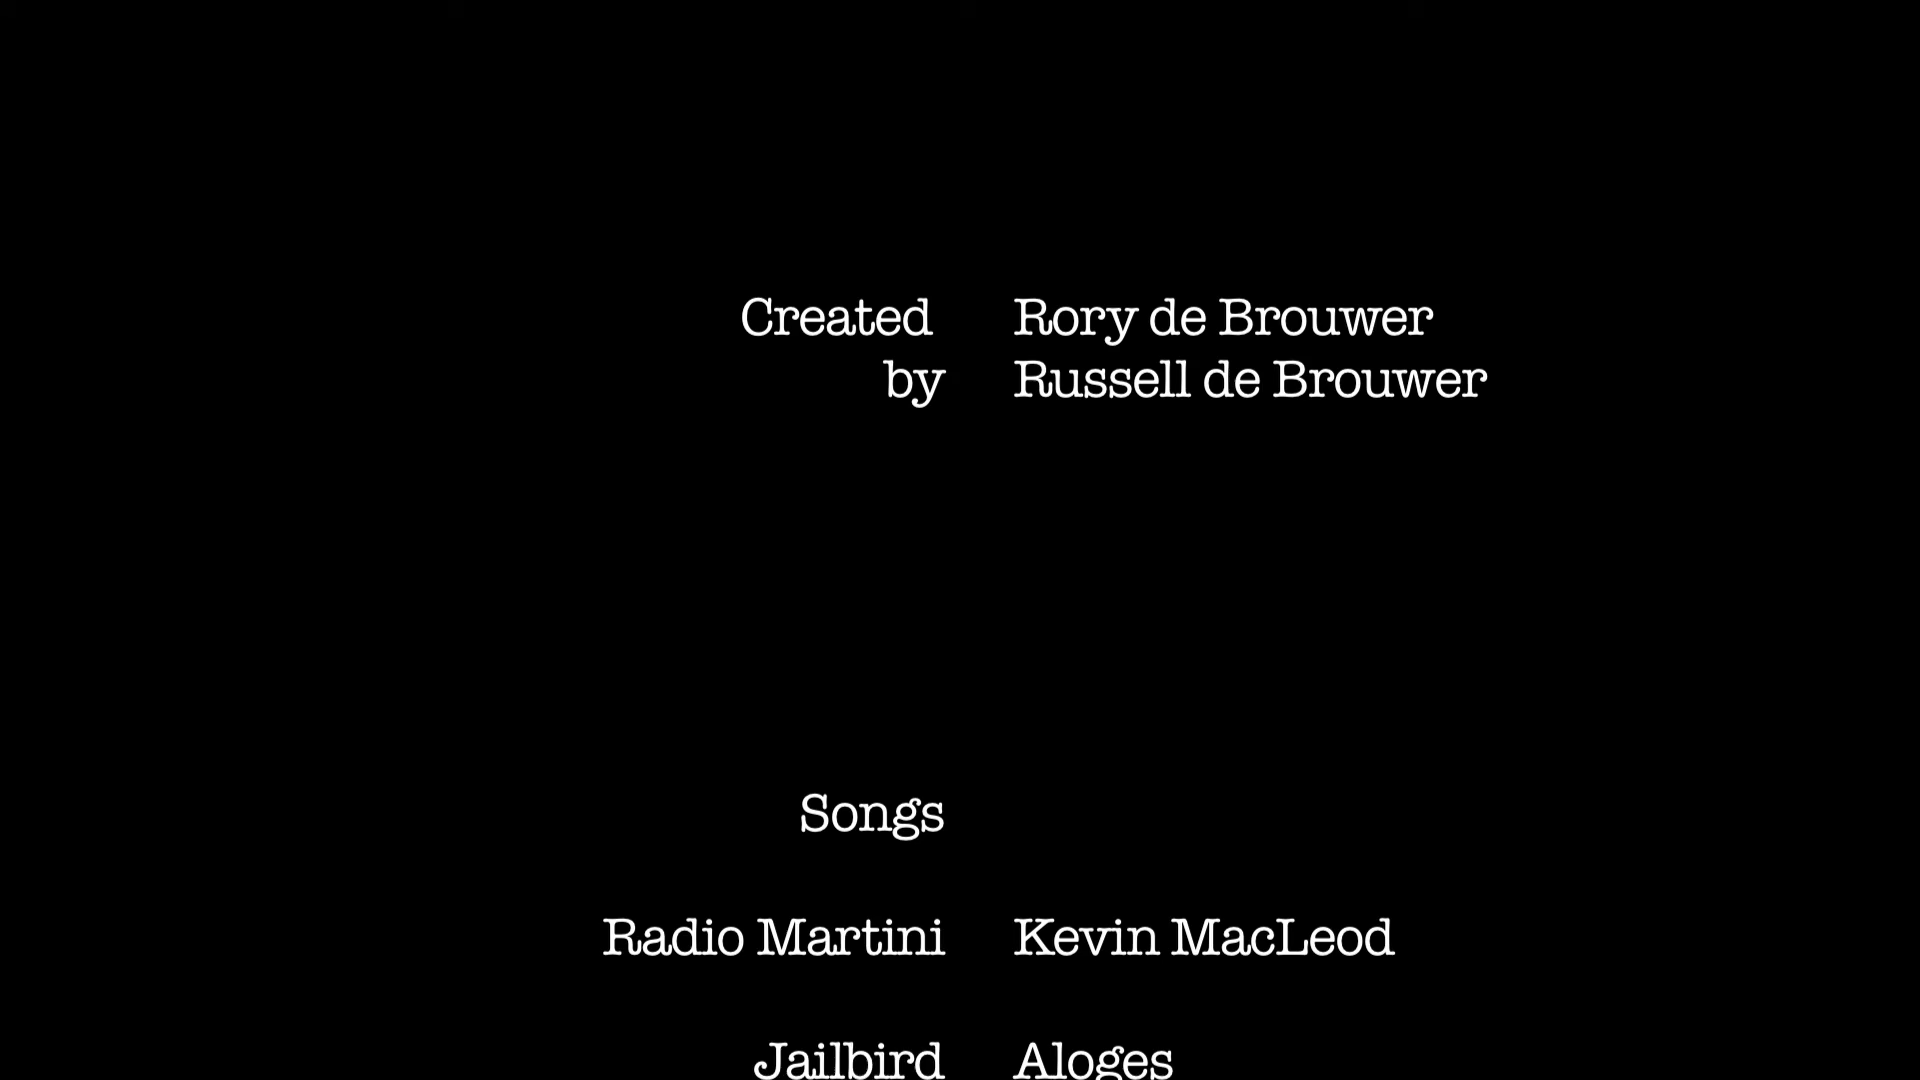 Created Rory de Brouwer
by Russell de Brouwer
Songs
Radio Martini Kevin MacLeod
Jailbird Aloges